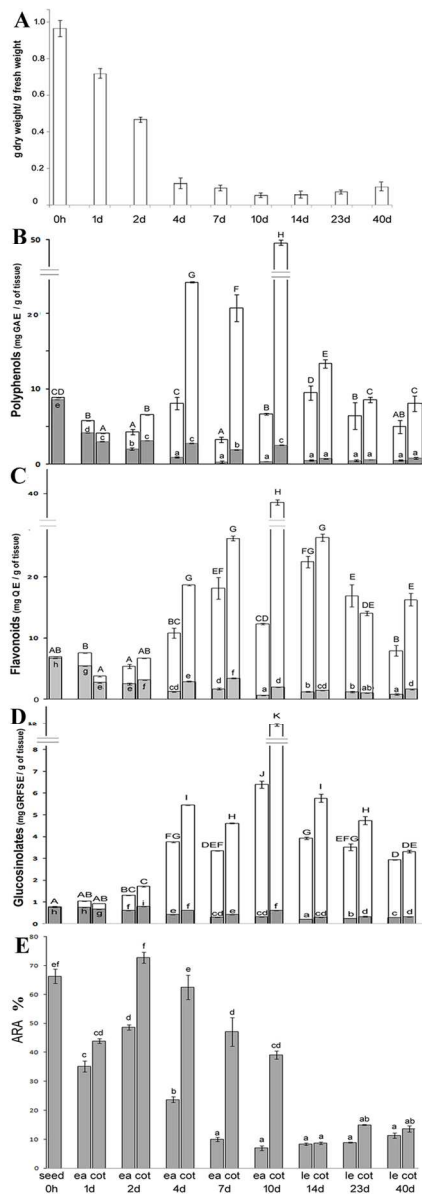 A
g dry weight/ g fresh weight
1.0
0.8
0.6
0.4
0.2
0
0h 1d 2d 4d 7d 10d 14d 23d 40d
B
Polyphenols (mg GAE / g of tissue)
50
20
10
0
CD B A A C G A F H D E B C AB C
e d c b c a c a b a c a a a a a a
C
Flavonoids (mg Q E / g of tissue)
40
20
10
0
AB B A A AB BC G EF G CD H FG G E DE B E
h g e e f cd e d f a d c cd c ab a c
D
Glucosinolates (mg GRFSE / g of tissue)
12
8
6
5
4
3
2
1
0
A AB AB BC C FG I DEF H J K G I EFG H D DE
h h g f i e f c e c f a c b c c c
E
ARA %
80
70
60
50
40
30
20
10
0
ef c cd d f b e a d a cd a a a ab a ab
seed ea cot ea cot ea cot ea cot ea cot le cot le cot le cot
0h 1d 2d 4d 7d 10d 14d 23d 40d